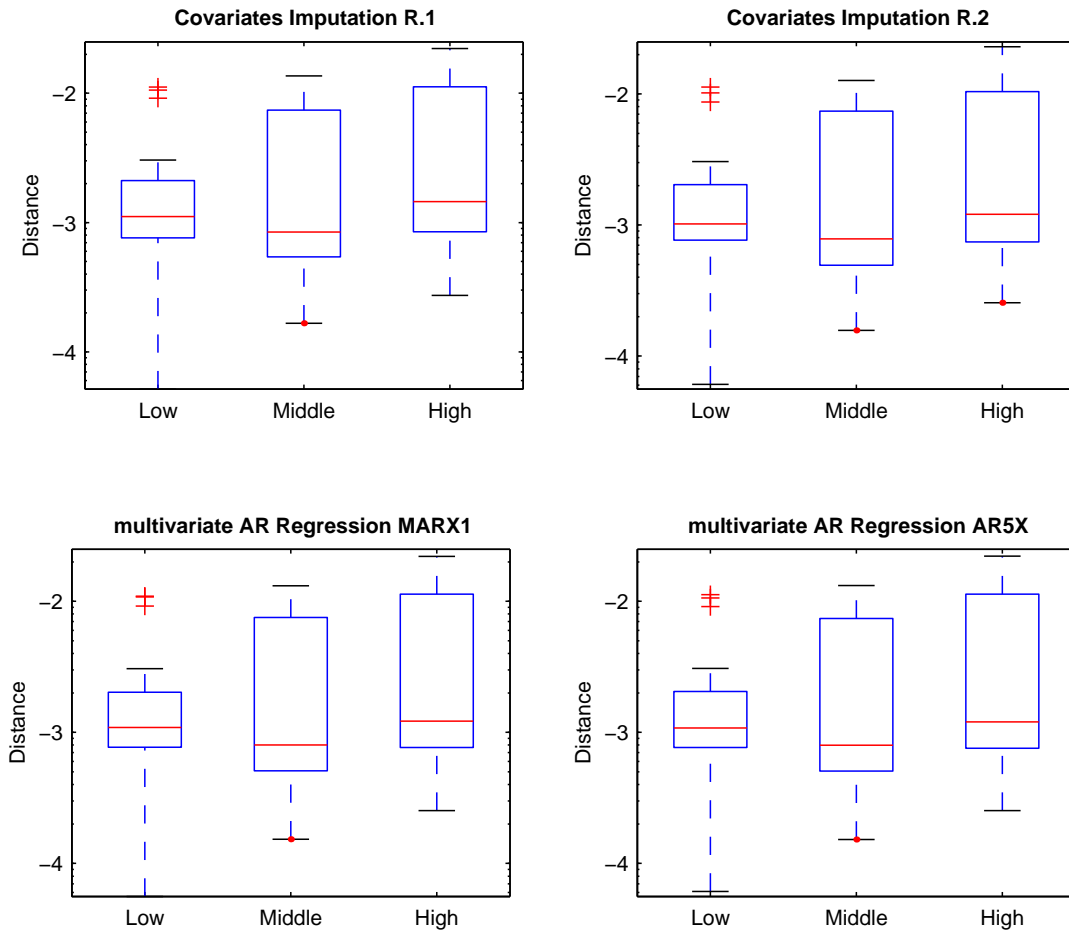 Covariates Imputation R.1
Distance
−2
−3
−4
Low Middle High
Covariates Imputation R.2
Distance
−2
−3
−4
Low Middle High
multivariate AR Regression MARX1
Distance
−2
−3
−4
Low Middle High
multivariate AR Regression AR5X
Distance
−2
−3
−4
Low Middle High